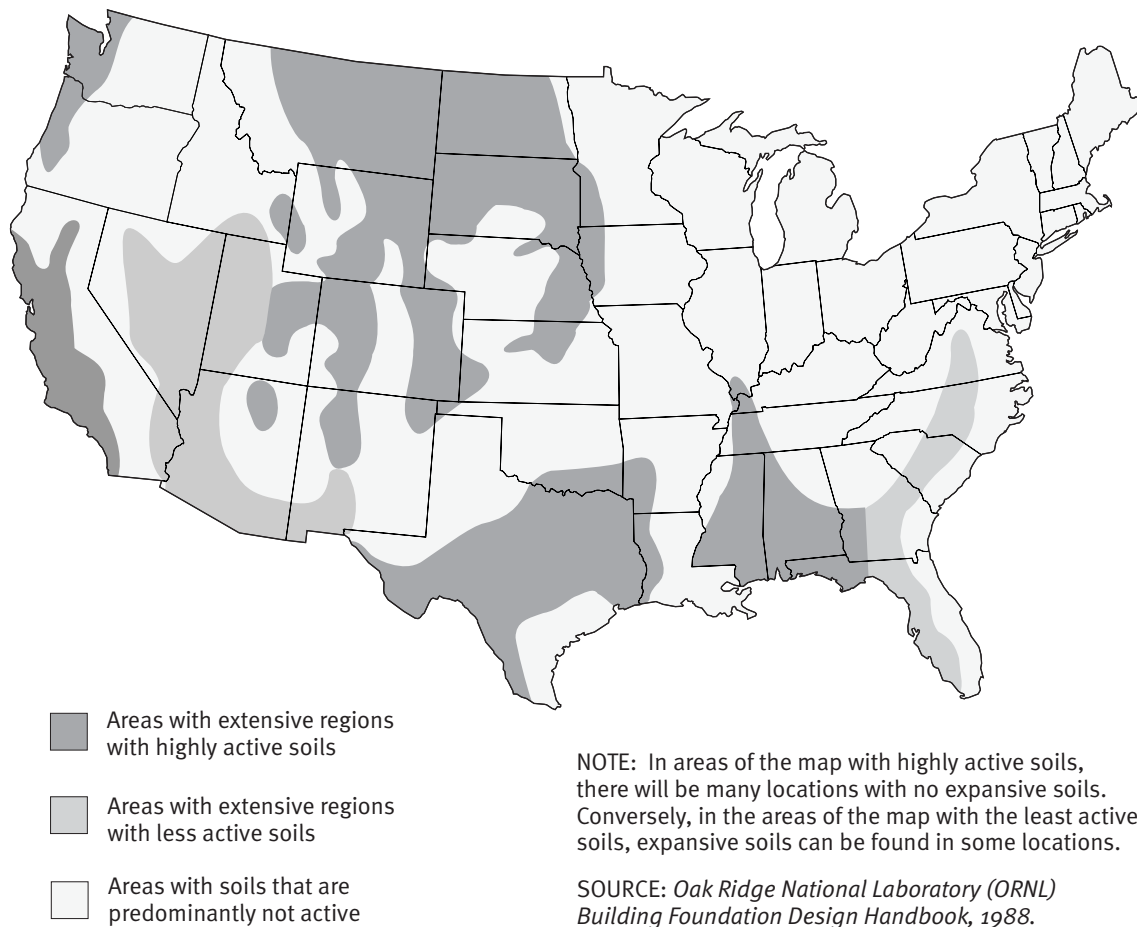 Areas with extensive regions
with highly active soils
Areas with extensive regions
with less active soils
Areas with soils that are
predominantly not active
NOTE: In areas of the map with highly active soils,
there will be many locations with no expansive soils.
Conversely, in the areas of the map with the least active
soils, expansive soils can be found in some locations.
SOURCE: Oak Ridge National Laboratory (ORNL)
Building Foundation Design Handbook, 1988.